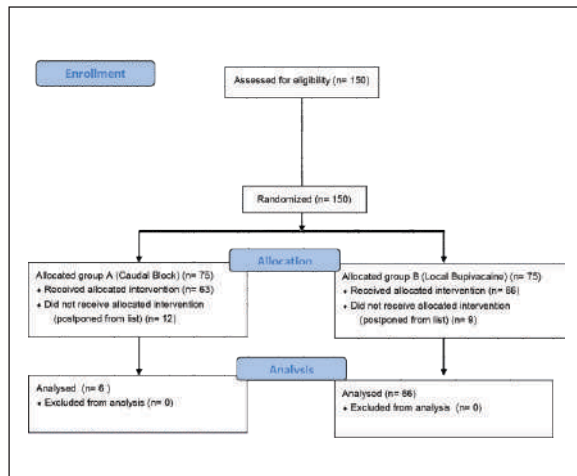 Enrollment
Assessed for eligibility (n= 150)
Randomized (n= 150)
Allocation
Allocated group A (Caudal Block) (n= 75)
♦ Received allocated intervention (n= 63)
♦ Did not receive allocated intervention
(postponed from list) (n= 12)
Allocated group B (Local Bupivacaine) (n= 75)
♦ Received allocated intervention (n= 66)
♦ Did not receive allocated intervention
(postponed from list) (n= 9)
Analysis
Analysed (n= 6 )
♦ Excluded from analysis (n= 0)
Analysed (n= 66)
♦ Excluded from analysis (n= 0)